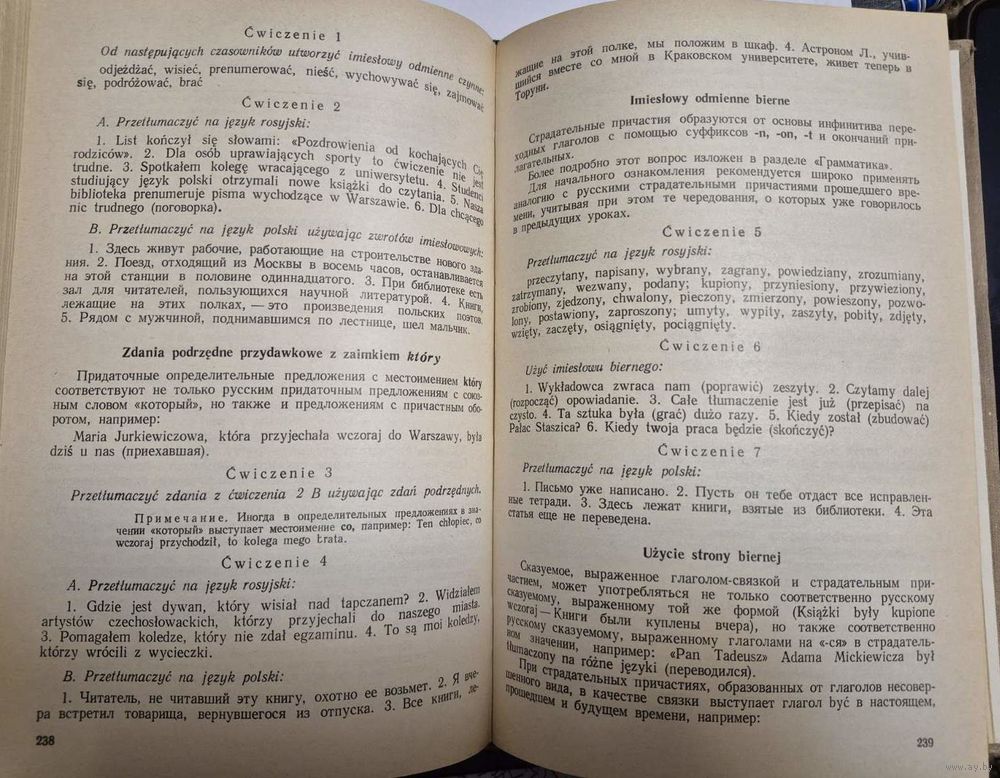 Ćwiczenie 1
Od następujących czasowników utworzyć imiesłowy odmienne czynne:
odjeżdżać, wisieć, prenumerować, nieść, wychowywać się, zajmować
się, podróżować, brać
Ćwiczenie 2
A. Przetłumaczyć na język rosyjski:
1. List kończył się słowami: «Pozdrowienia od kochających Cię
rodziców». 2. Dla osób uprawiających sporty to ćwiczenie nie jest
trudne. 3. Spotkałem kolegę wracającego z uniwersytetu. 4. Studenci
studiujący język polski otrzymali nowe książki do czytania. 5. Nasza
biblioteka prenumeruje pisma wychodzące w Warszawie. 6. Dla chcącego
nic trudnego (поговорка).
B. Przetłumaczyć na język polski używając zwrotów imiesłowowych:
1. Здесь живут рабочие, работающие на строительстве нового зда-
ния. 2. Поезд, отходящий из Москвы в восемь часов, останавливается
на этой станции в половине одиннадцатого. 3. При библиотеке есть
зал для читателей, пользующихся научной литературой. 4. Книги,
лежащие на этих полках, — это произведения польских поэтов.
5. Рядом с мужчиной, поднимавшимся по лестнице, шел мальчик.
Zdania podrzędne przydawkowe z zaimkiem który
Придаточные определительные предложения с местоимением który
соответствуют не только русским придаточным предложениям с союз-
ным словом «который», но также и предложениям с причастным обо-
ротом, например:
Maria Jurkiewiczowa, która przyjechała wczoraj do Warszawy, była
dziś u nas (приехавшая).
Ćwiczenie 3
Przetłumaczyć zdania z ćwiczenia 2 B używając zdań podrzędnych.
Примечание. Иногда в определительных предложениях в зна-
чении «который» выступает местоимение co, например: Ten chłopiec, co
wczoraj przychodził, to kolega mego brata.
Ćwiczenie 4
A. Przetłumaczyć na język rosyjski:
1. Gdzie jest dywan, który wisiał nad tapczanem? 2. Widziałem
artystów czechosłowackich, którzy przyjechali do naszego miasta.
3. Pomagałem koledze, który nie zdał egzaminu. 4. To są moi koledzy,
którzy wrócili z wycieczki.
B. Przetłumaczyć na język polski:
1. Читатель, не читавший эту книгу, охотно ее возьмет. 2. Я вче-
ра встретил товарища, вернувшегося из отпуска. 3. Все книги, ле-
238
жащие на этой полке, мы положим в шкаф. 4. Астроном Л., учив-
шийся вместе со мной в Краковском университете, живет теперь в
Торуни.
Imiesłowy odmienne bierne
Страдательные причастия образуются от основы инфинитива пере-
ходных глаголов с помощью суффиксов -n, -on, -t и окончаний при-
лагательных.
Более подробно этот вопрос изложен в разделе «Грамматика».
Для начального ознакомления рекомендуется широко применять
аналогию с русскими страдательными причастиями прошедшего вре-
мени, учитывая при этом те чередования, о которых уже говорилось
в предыдущих уроках.
Ćwiczenie 5
Przetłumaczyć na język rosyjski:
przeczytany, napisany, wybrany, zagrany, powiedziany, zrozumiany,
zatrzymany, wezwany, podany; kupiony, przyniesiony, przywieziony,
zrobiony, zjedzony, chwalony, pieczony, zmierzony, powieszony, pozwo-
lony, postawiony, zaproszony; umyty, wypity, zaszyty, pobity, zdjęty,
wzięty, zaczęty, osiągnięty, pociągnięty.
Ćwiczenie 6
Użyć imiesłowu biernego:
1. Wykładowca zwraca nam (poprawić) zeszyty. 2. Czytamy dalej
(rozpocząć) opowiadanie. 3. Całe tłumaczenie jest już (przepisać) na
czysto. 4. Ta sztuka była (grać) dużo razy. 5. Kiedy został (zbudować)
Pałac Staszica? 6. Kiedy twoja praca będzie (skończyć)?
Ćwiczenie 7
Przetłumaczyć na język polski:
1. Письмо уже написано. 2. Пусть он тебе отдаст все исправлен-
ные тетради. 3. Здесь лежат книги, взятые из библиотеки. 4. Эта
статья еще не переведена.
Użycie strony biernej
Сказуемое, выраженное глаголом-связкой и страдательным при-
частием, может употребляться не только соответственно русскому
сказуемому, выраженному той же формой (Książki były kupione
wczoraj — Книги были куплены вчера), но также соответственно
русскому сказуемому, выраженному глаголами на «-ся» в страдатель-
ном значении, например: «Pan Tadeusz» Adama Mickiewicza był
tłumaczony na różne języki (переводился).
При страдательных причастиях, образованных от глаголов несовер-
шенного вида, в качестве связки выступает глагол być в настоящем,
прошедшем и будущем времени, например:
239
www.ay.by